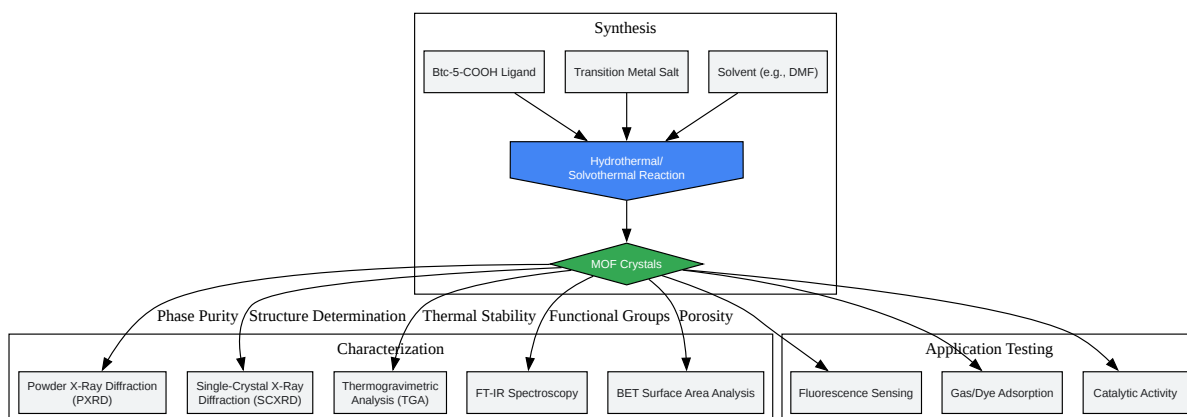 Synthesis
Btc-5-COOH Ligand
Transition Metal Salt
Solvent (e.g., DMF)
Hydrothermal/
Solvothermal Reaction
MOF Crystals
Phase Purity
Structure Determination
Thermal Stability
Functional Groups
Porosity
Characterization
Application Testing
Powder X-Ray Diffraction
(PXRD)
Single-Crystal X-Ray
Diffraction (SCXRD)
Thermogravimetric
Analysis (TGA)
FT-IR Spectroscopy
BET Surface Area Analysis
Fluorescence Sensing
Gas/Dye Adsorption
Catalytic Activity